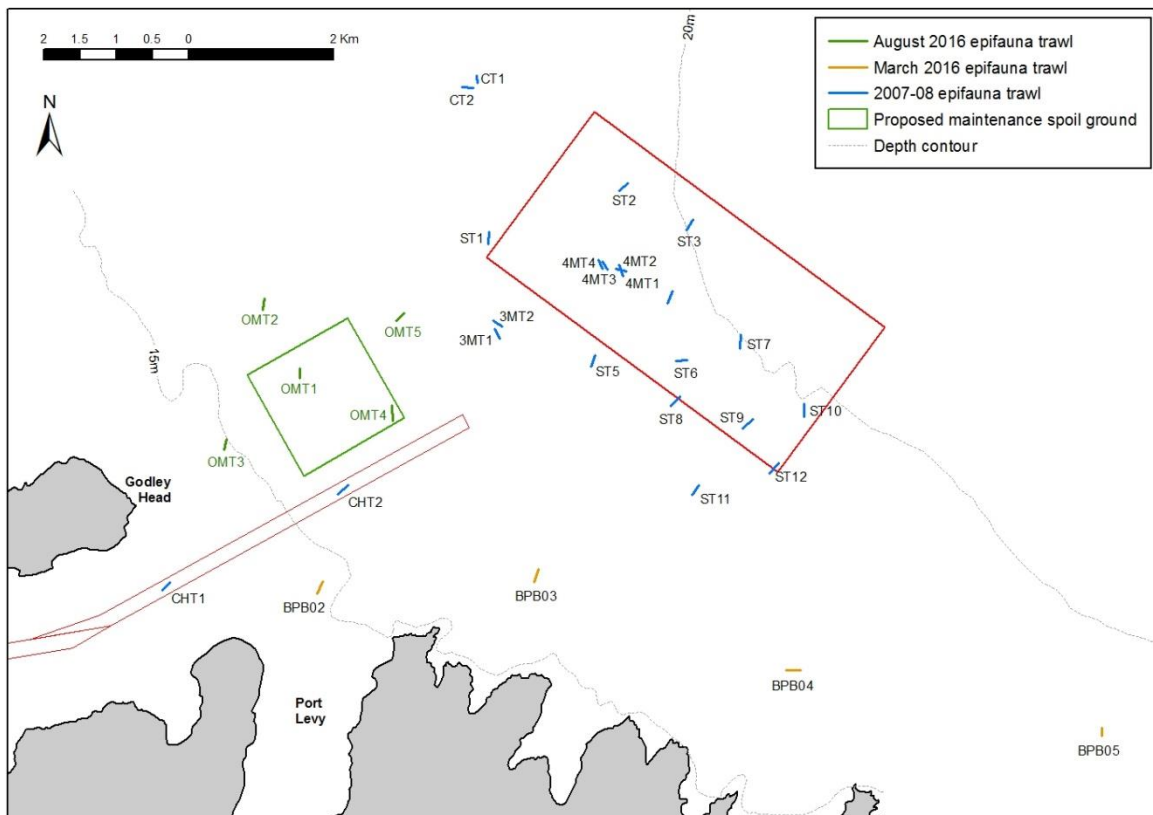 2 1 0.5 0 2 Km
1.5
N
20m
August 2016 epifauna trawl
March 2016 epifauna trawl
2007-08 epifauna trawl
Proposed maintenance spoil ground
Depth contour
CT1
CT2
ST2
ST3
ST1
4MT4
4MT2
4MT3
4MT1
OMT2
OMT5
3MT2
3MT1
15m
ST7
ST5
ST6
OMT1
OMT4
ST8
ST10
ST9
OMT3
ST12
Godley
Head
CHT2
ST11
CHT1
BPB02
BPB03
BPB04
Port
Levy
BPB05